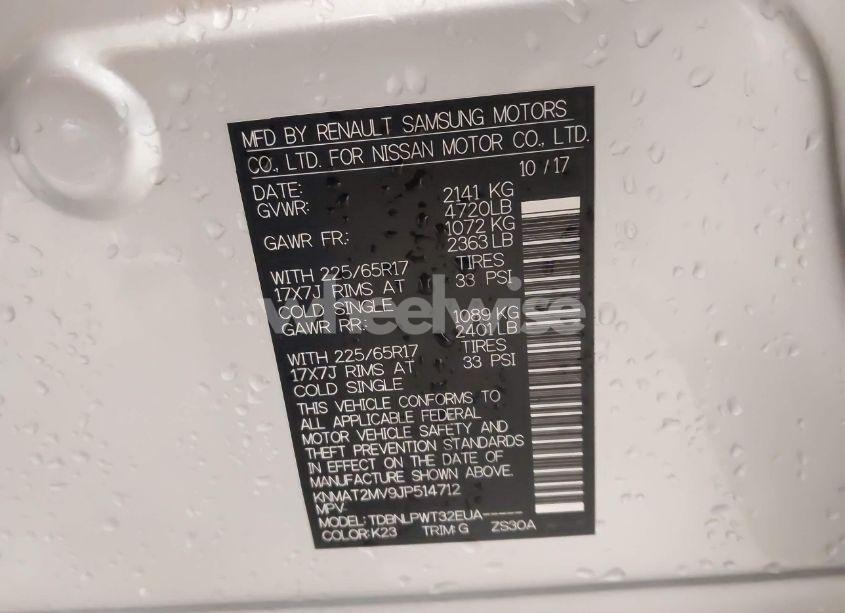 MFD BY RENAULT SAMSUNG MOTORS
CO., LTD. FOR NISSAN MOTOR CO., LTD.
DATE: 10 / 17
GVWR: 2141 KG
4720LB
GAWR FR.: 1072 KG
2363LB
WITH 225/65R17 TIRES
17X7J RIMS AT 33 PSI
COLD SINGLE
GAWR RR: 1089 KG
2401LB
WITH 225/65R17 TIRES
17X7J RIMS AT 33 PSI
COLD SINGLE
THIS VEHICLE CONFORMS TO
ALL APPLICABLE FEDERAL
MOTOR VEHICLE SAFETY AND
THEFT PREVENTION STANDARDS
IN EFFECT ON THE DATE OF
MANUFACTURE SHOWN ABOVE.
KNMAT2MV9JP514712
MPV
MODEL: TDBNLPWT32EUA-----
COLOR:K23 TRIM:G ZS30A
wheelwise